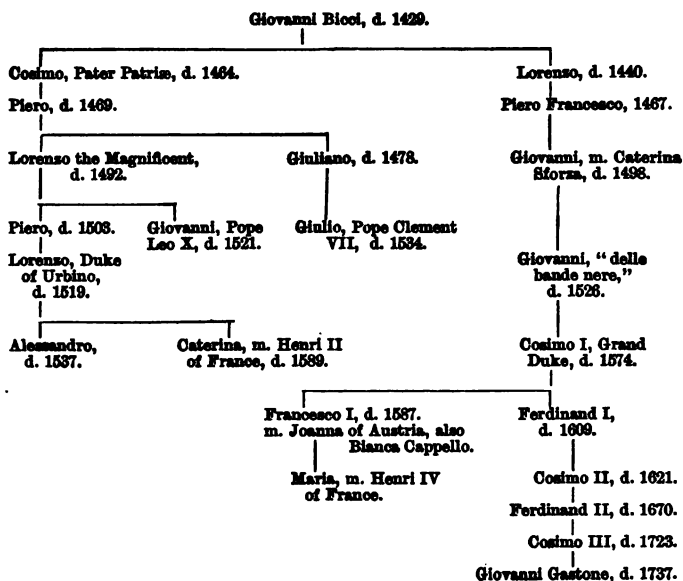 Giovanni Bicci, d. 1429.
Cosimo, Pater Patriæ, d. 1464.
Lorenzo, d. 1440.
Piero, d. 1469.
Piero Francesco, 1467.
Lorenzo the Magnificent,
d. 1492.
Giuliano, d. 1478.
Giovanni, m. Caterina
Sforza, d. 1498.
Piero, d. 1503.
Giovanni, Pope
Leo X, d. 1521.
Giulio, Pope Clement
VII, d. 1534.
Lorenzo, Duke
of Urbino,
d. 1519.
Giovanni, “delle
bande nere,”
d. 1526.
Alessandro,
d. 1537.
Caterina, m. Henri II
of France, d. 1589.
Cosimo I, Grand
Duke, d. 1574.
Francesco I, d. 1587.
m. Joanna of Austria, also
Bianca Cappello.
Ferdinand I,
d. 1609.
Maria, m. Henri IV
of France.
Cosimo II, d. 1621.
Ferdinand II, d. 1670.
Cosimo III, d. 1723.
Giovanni Gastone, d. 1737.